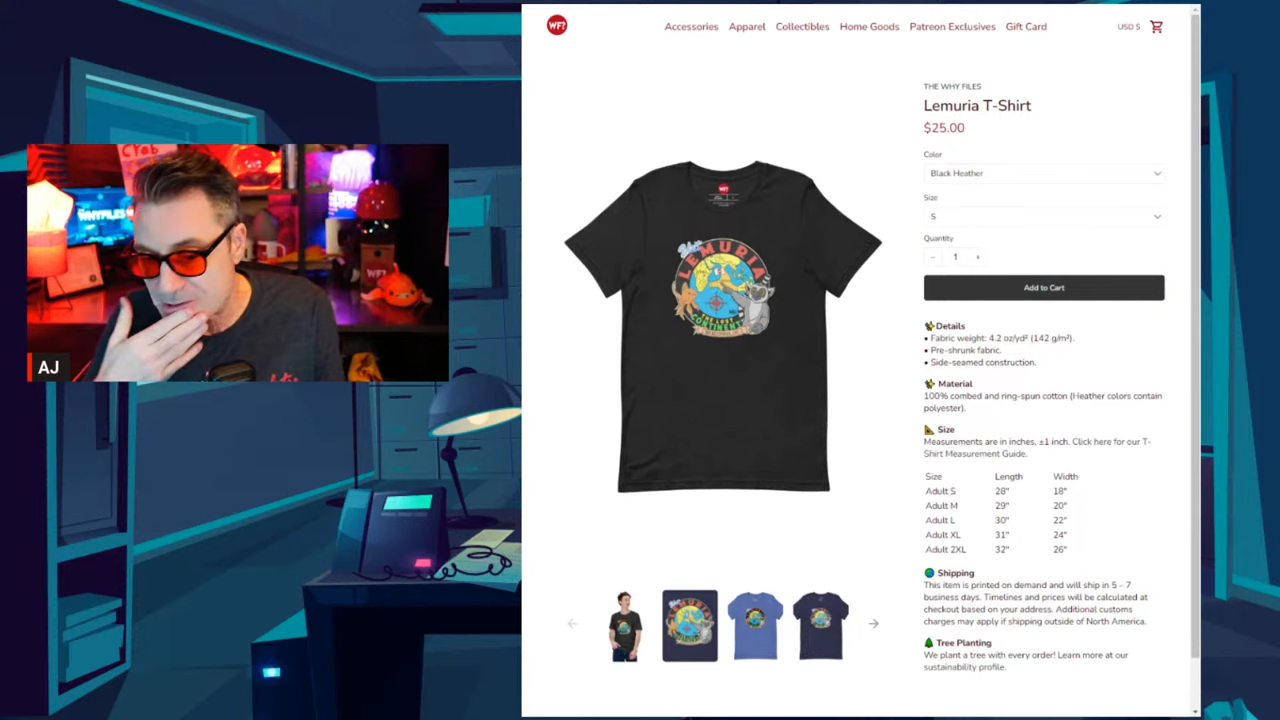 WF?
Accessories
Apparel
Collectibles
Home Goods
Patreon Exclusives
Gift Card
USD $
THE WHY FILES
Lemuria T-Shirt
$25.00
Color
Black Heather
Size
S
Quantity
− 1 +
Add to Cart
✨Details
• Fabric weight: 4.2 oz/yd² (142 g/m²).
• Pre-shrunk fabric.
• Side-seamed construction.
Material
100% combed and ring-spun cotton (Heather colors contain
polyester).
📐 Size
Measurements are in inches, ±1 inch. Click here for our T-
Shirt Measurement Guide.
Size Length Width
Adult S 28" 18"
Adult M 29" 20"
Adult L 30" 22"
Adult XL 31" 24"
Adult 2XL 32" 26"
Shipping
This item is printed on demand and will ship in 5 – 7
business days. Timelines and prices will be calculated at
checkout based on your address. Additional customs
charges may apply if shipping outside of North America.
🌲 Tree Planting
We plant a tree with every order! Learn more at our
sustainability profile.
WF?
LEMURIA
THE LOST
CONTINENT
Crab
WHYFILES
WF?
AJ